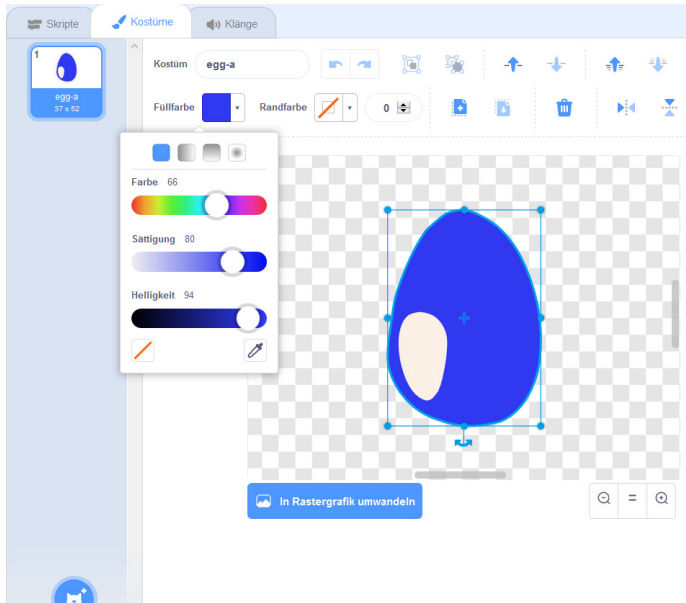 Skripte
Kostüme
Klänge
1
egg-a
37 x 52
Kostüm egg-a
Füllfarbe Randfarbe 0
Farbe 66
Sättigung 80
Helligkeit 94
In Rastergrafik umwandeln